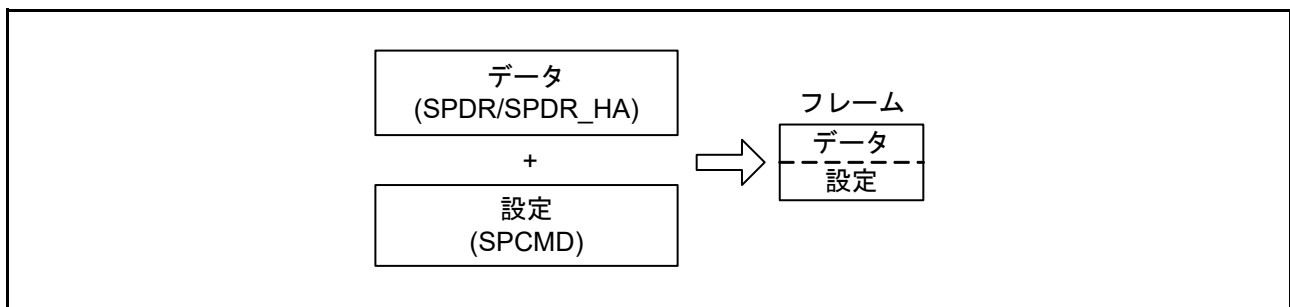 データ
(SPDR/SPDR_HA)
+
設定
(SPCMD)
フレーム
データ
設定